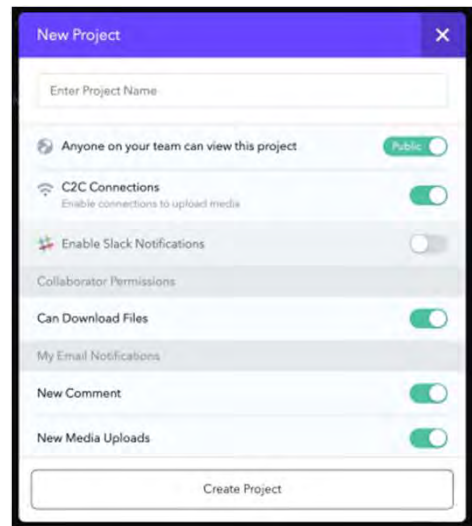 New Project
Enter Project Name
Anyone on your team can view this project
Public
C2C Connections
Enable connections to upload media
Enable Slack Notifications
Collaborator Permissions
Can Download Files
My Email Notifications
New Comment
New Media Uploads
Create Project